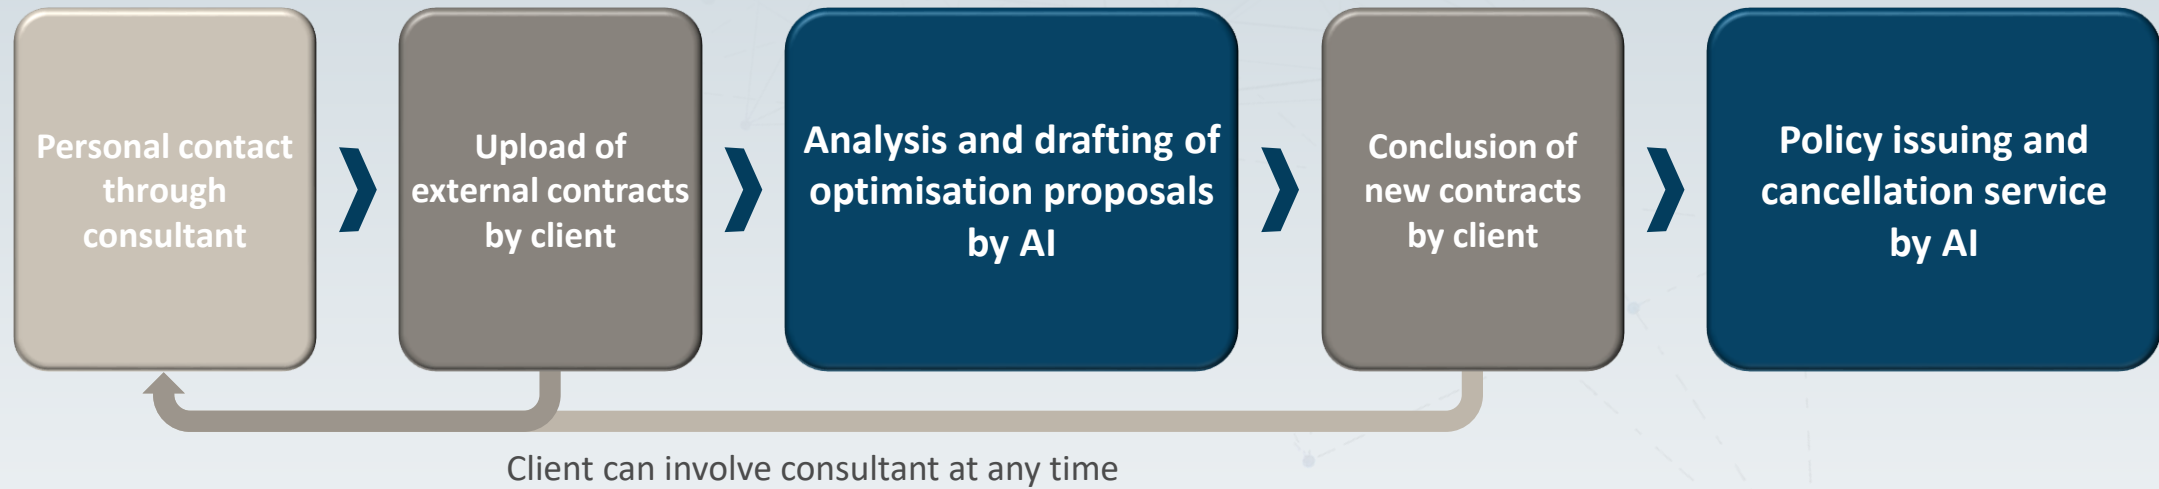 Personal contact
through
consultant
Upload of
external contracts
by client
Analysis and drafting of
optimisation proposals
by AI
Conclusion of
new contracts
by client
Policy issuing and
cancellation service
by AI
Client can involve consultant at any time